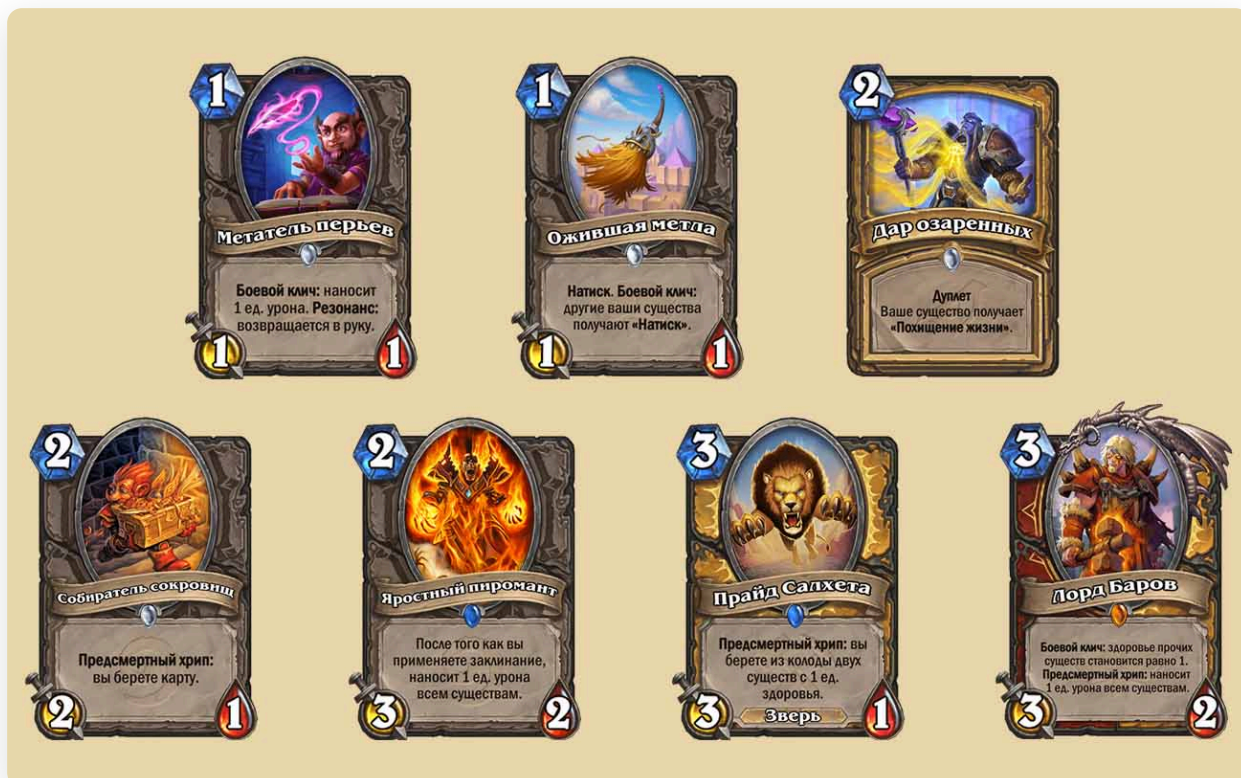 1
Метатель перьев
Боевой клич: наносит
1 ед. урона. Резонанс:
возвращается в руку.
1
1
1
Ожившая метла
Натиск. Боевой клич:
другие ваши существа
получают «Натиск».
1
1
2
Дар озаренных
Дуплет
Ваше существо получает
«Похищение жизни».
2
Собиратель сокровищ
Предсмертный хрип:
вы берете карту.
2
1
2
Яростный пиромант
После того как вы
применяете заклинание,
наносит 1 ед. урона
всем существам.
3
2
3
Прайд Салхета
Предсмертный хрип: вы
берете из колоды двух
существ с 1 ед.
здоровья.
3
Зверь
1
3
Лорд Баров
Боевой клич: здоровье прочих
существ становится равно 1.
Предсмертный хрип: наносит
1 ед. урона всем существам.
3
2